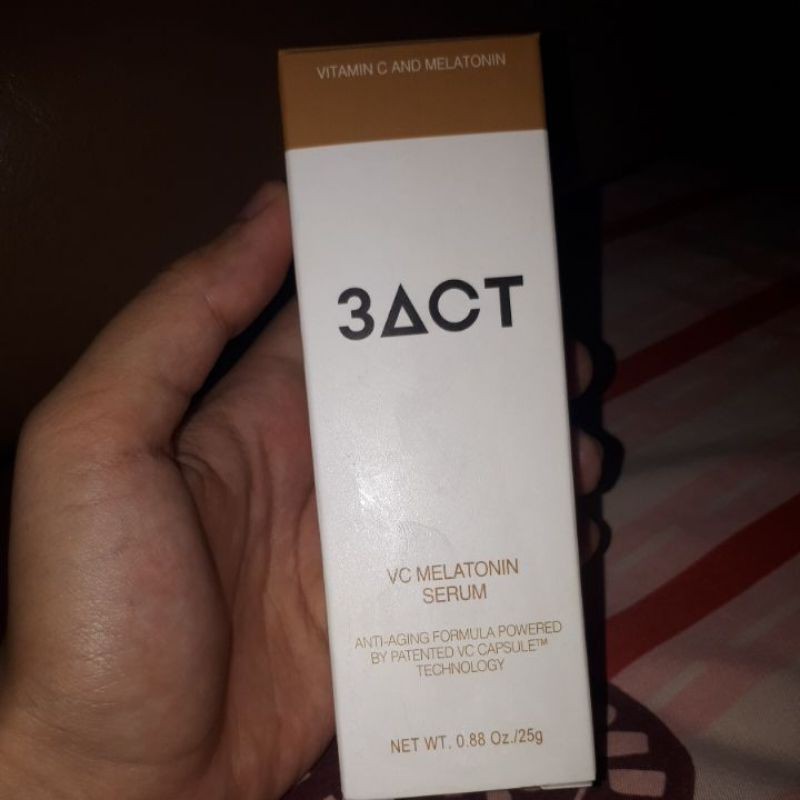 VITAMIN C AND MELATONIN
3ACT
VC MELATONIN
SERUM
ANTI-AGING FORMULA POWERED
BY PATENTED VC CAPSULE™
TECHNOLOGY
NET WT. 0.88 Oz./25g